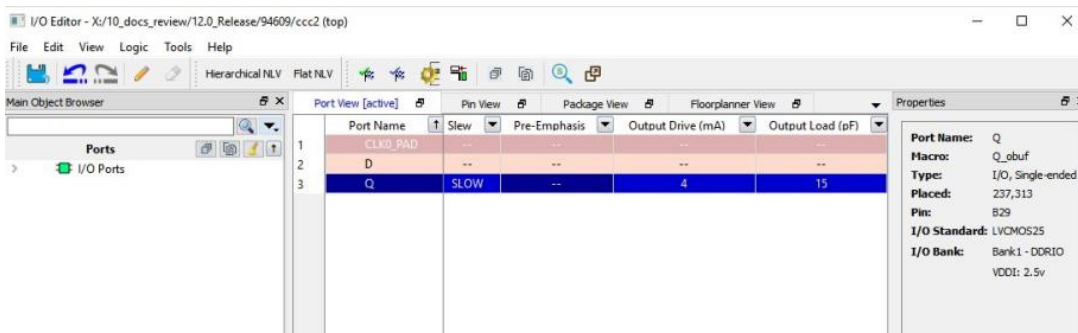 I/O Editor - X:/10_docs_review/12.0_Release/94609/ccc2 (top)
File Edit View Logic Tools Help
Hierarchical NLV Flat NLV
Main Object Browser
Ports
I/O Ports
Port View [active] Pin View Package View Floorplanner View
Port Name Slew Pre-Emphasis Output Drive (mA) Output Load (pF)
1 CLK0_PAD -- -- -- --
2 D -- -- -- --
3 Q SLOW -- 4 15
Properties
Port Name: Q
Macro: Q_obuf
Type: I/O, Single-ended
Placed: 237,313
Pin: B29
I/O Standard: LVCMOS25
I/O Bank: Bank1 - DDRIO
VDDI: 2.5v